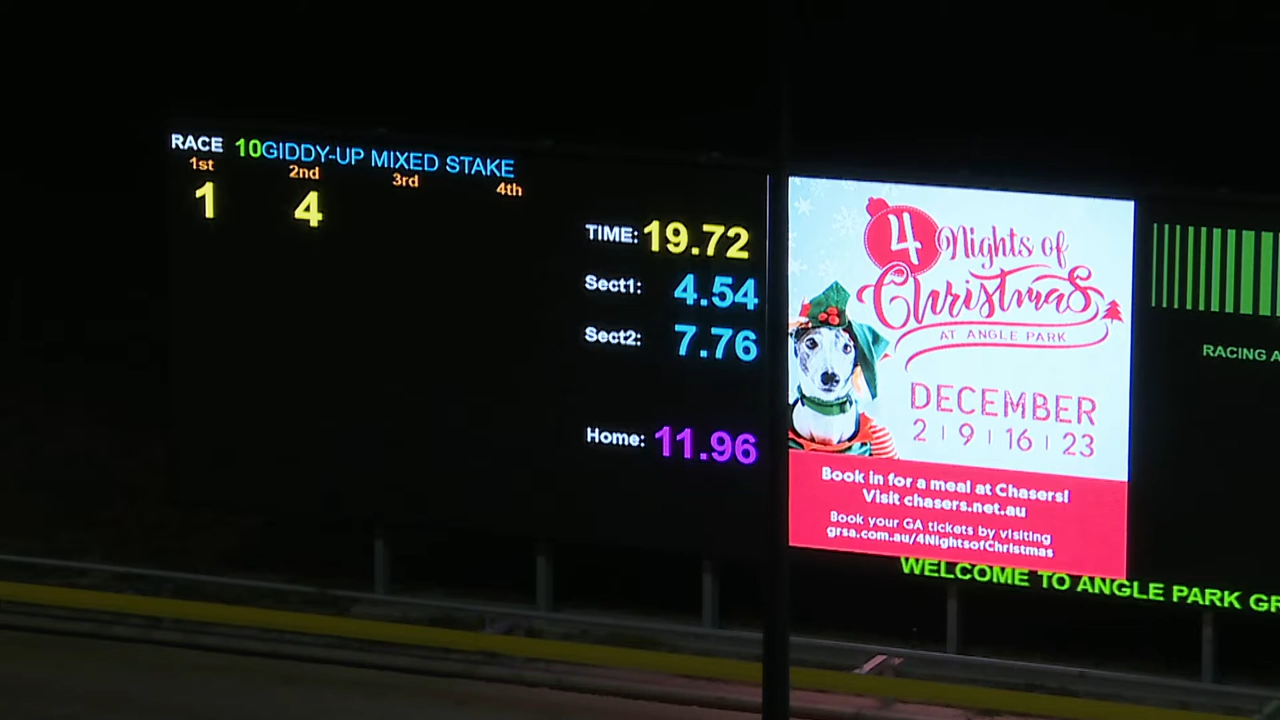 RACE 10GIDDY-UP MIXED STAKE
1st 2nd 3rd 4th
1 4
TIME: 19.72
Sect1: 4.54
Sect2: 7.76
Home: 11.96
4 Nights of
Christmas
AT ANGLE PARK
DECEMBER
2 | 9 | 16 | 23
Book in for a meal at Chasers!
Visit chasers.net.au
Book your GA tickets by visiting
grsa.com.au/4NightsofChristmas
RACING A
WELCOME TO ANGLE PARK GR